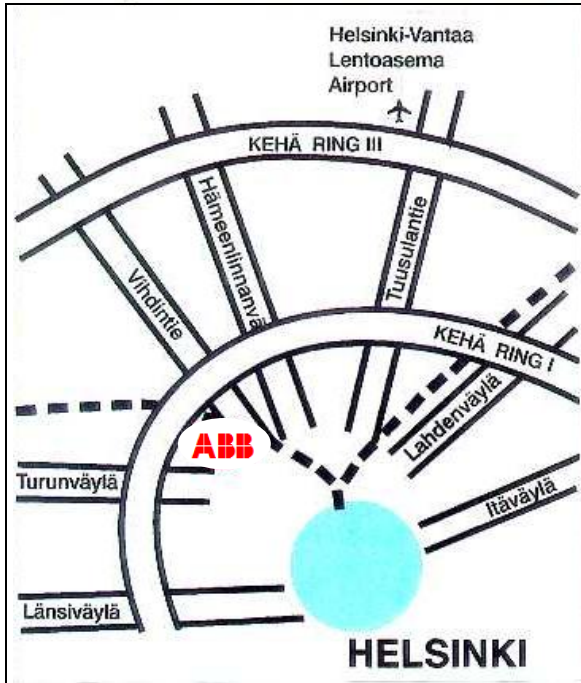 Helsinki-Vantaa
Lentoasema
Airport
KEHÄ RING III
Hämeenlinnanvä
Vihdintie
Tuusulantie
KEHÄ RING I
ABB
Lahdenväylä
Turunväylä
Itäväylä
Länsiväylä
HELSINKI